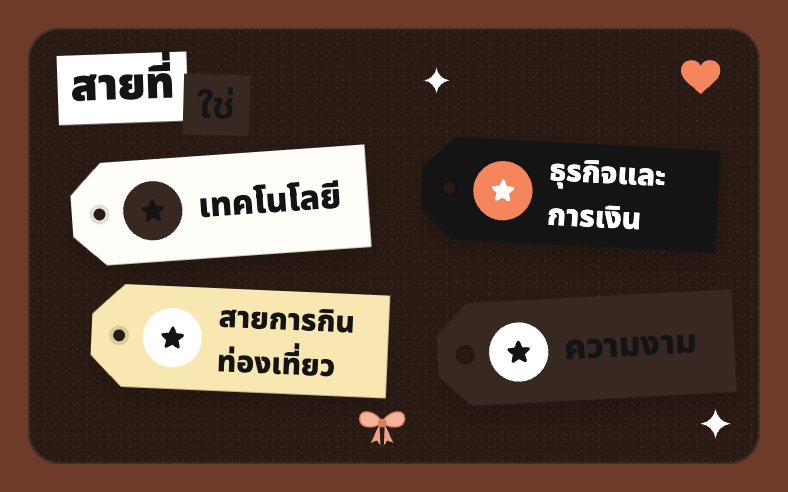 สายที่
ใช่
เทคโนโลยี
ธุรกิจและ
การเงิน
สายการกิน
ท่องเที่ยว
ความงาม